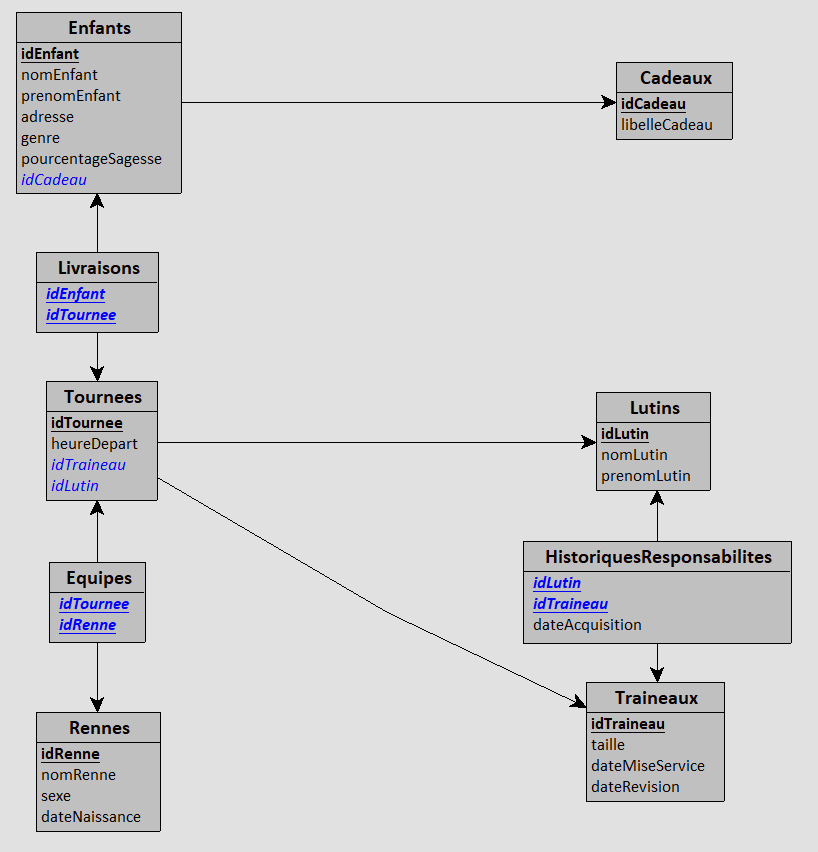 Enfants
idEnfant
nomEnfant
prenomEnfant
adresse
genre
pourcentageSagesse
idCadeau
Cadeaux
idCadeau
libelleCadeau
Livraisons
idEnfant
idTournee
Tournees
idTournee
heureDepart
idTraineau
idLutin
Lutins
idLutin
nomLutin
prenomLutin
Equipes
idTournee
idRenne
HistoriquesResponsabilites
idLutin
idTraineau
dateAcquisition
Rennes
idRenne
nomRenne
sexe
dateNaissance
Traineaux
idTraineau
taille
dateMiseService
dateRevision